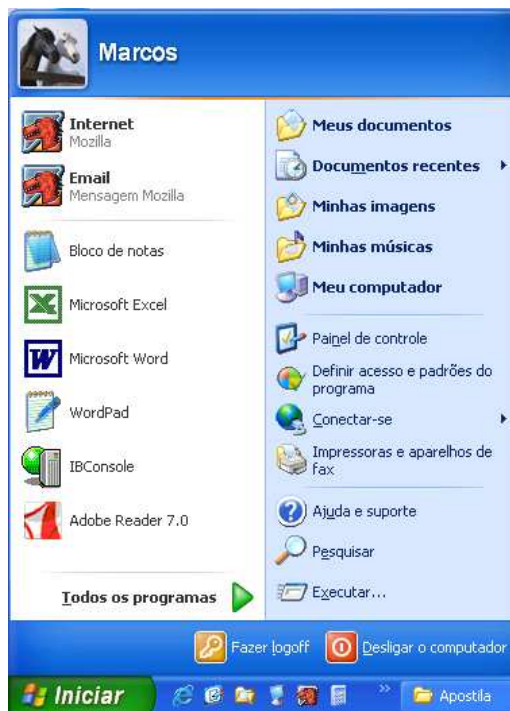 Marcos
Internet
Mozilla
Email
Mensagem Mozilla
Bloco de notas
Microsoft Excel
Microsoft Word
WordPad
IBConsole
Adobe Reader 7.0
Todos os programas
Meus documentos
Documentos recentes
Minhas imagens
Minhas músicas
Meu computador
Painel de controle
Definir acesso e padrões do
programa
Conectar-se
Impressoras e aparelhos de
fax
Ajuda e suporte
Pesquisar
Executar...
Fazer logoff
Desligar o computador
Iniciar
Apostila